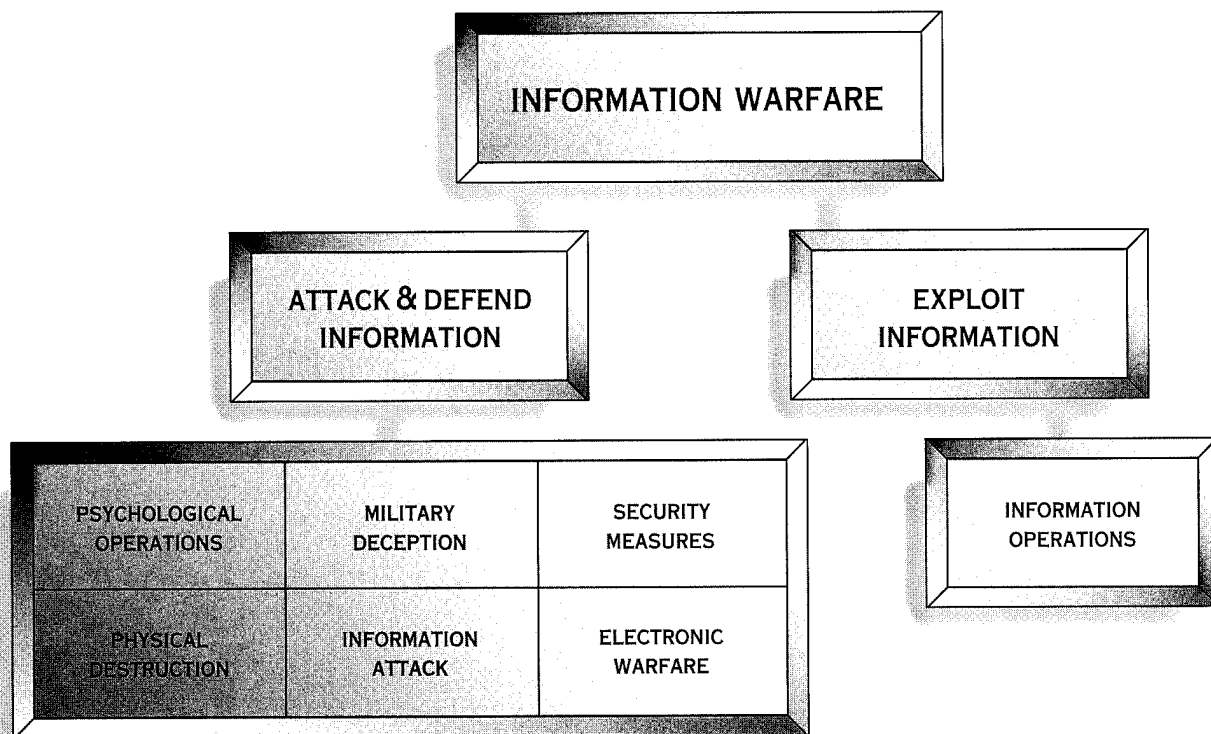 INFORMATION WARFARE
ATTACK & DEFEND
INFORMATION
EXPLOIT
INFORMATION
PSYCHOLOGICAL
OPERATIONS
MILITARY
DECEPTION
SECURITY
MEASURES
INFORMATION
OPERATIONS
PHYSICAL
DESTRUCTION
INFORMATION
ATTACK
ELECTRONIC
WARFARE